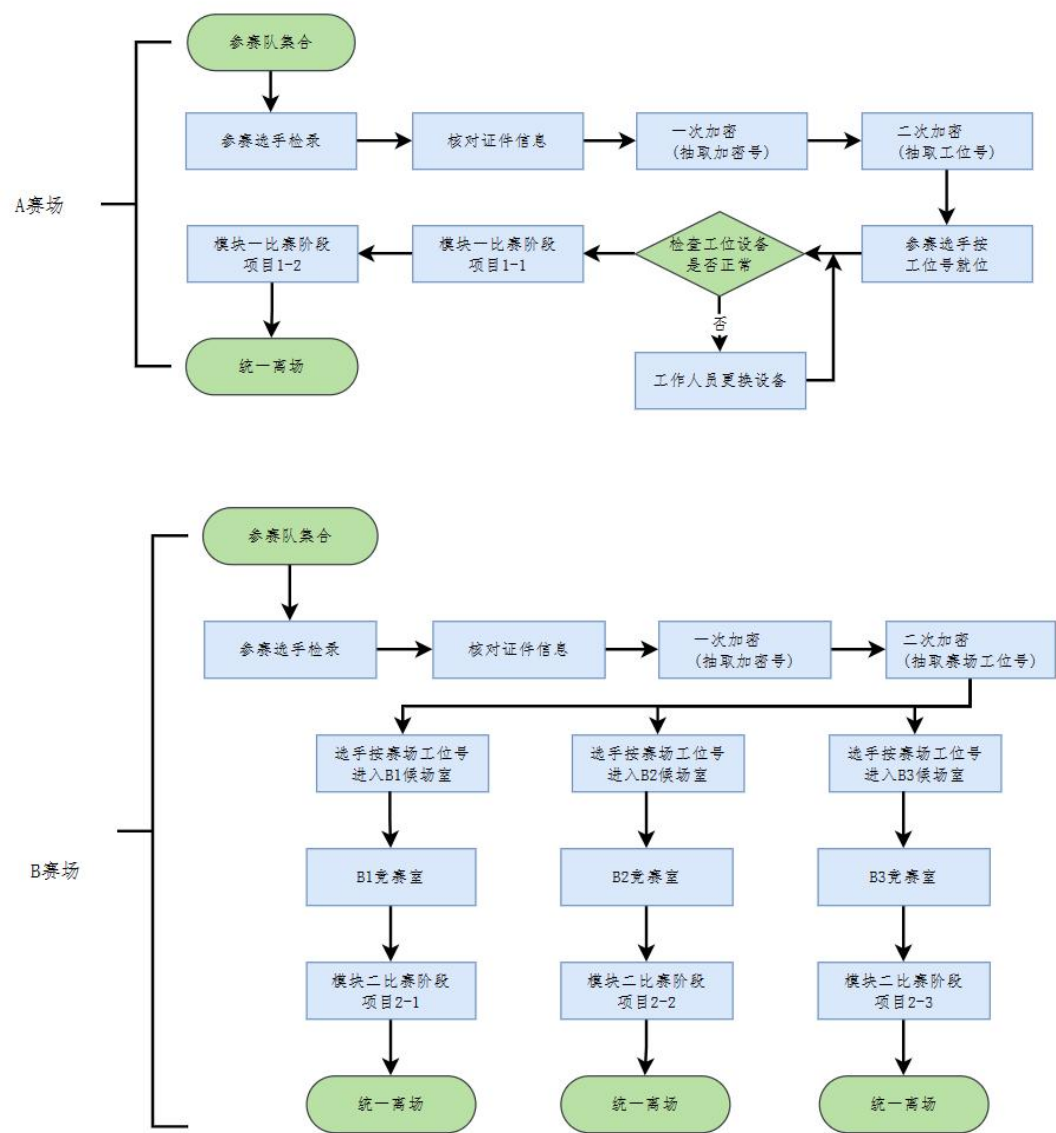 参赛队集合
参赛选手检录
核对证件信息
一次加密
(抽取加密号)
二次加密
(抽取工位号)
A赛场
模块一比赛阶段
项目1-2
模块一比赛阶段
项目1-1
检查工位设备
是否正常
参赛选手按
工位号就位
否
统一离场
工作人员更换设备
参赛队集合
参赛选手检录
核对证件信息
一次加密
(抽取加密号)
二次加密
(抽取赛场工位号)
选手按赛场工位号
进入B1候场室
选手按赛场工位号
进入B2候场室
选手按赛场工位号
进入B3候场室
B赛场
B1竞赛室
B2竞赛室
B3竞赛室
模块二比赛阶段
项目2-1
模块二比赛阶段
项目2-2
模块二比赛阶段
项目2-3
统一离场
统一离场
统一离场